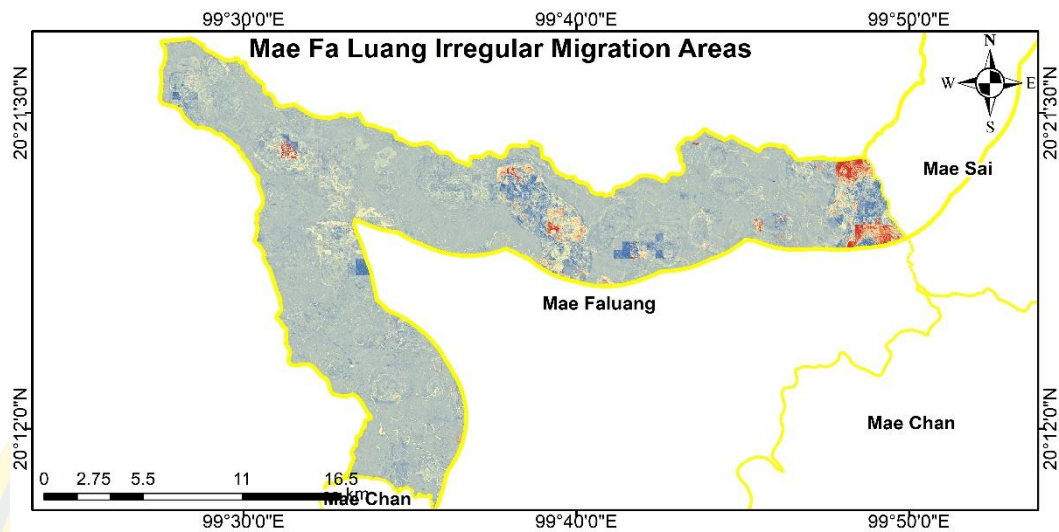 99°30'0"E 99°40'0"E 99°50'0"E
Mae Fa Luang Irregular Migration Areas
N
W E
S
20°21'30"N 20°21'30"N
Mae Sai
Mae Faluang
Mae Chan
20°12'0"N 20°12'0"N
0 2.75 5.5 11 16.5
km
Mae Chan
99°30'0"E 99°40'0"E 99°50'0"E